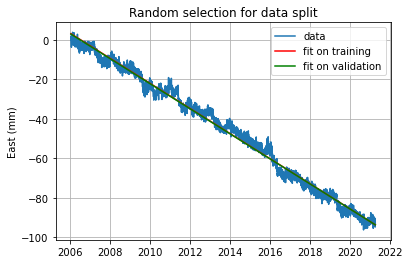 Random selection for data split
data
fit on training
fit on validation
East (mm)
0
−20
−40
−60
−80
−100
2006 2008 2010 2012 2014 2016 2018 2020 2022